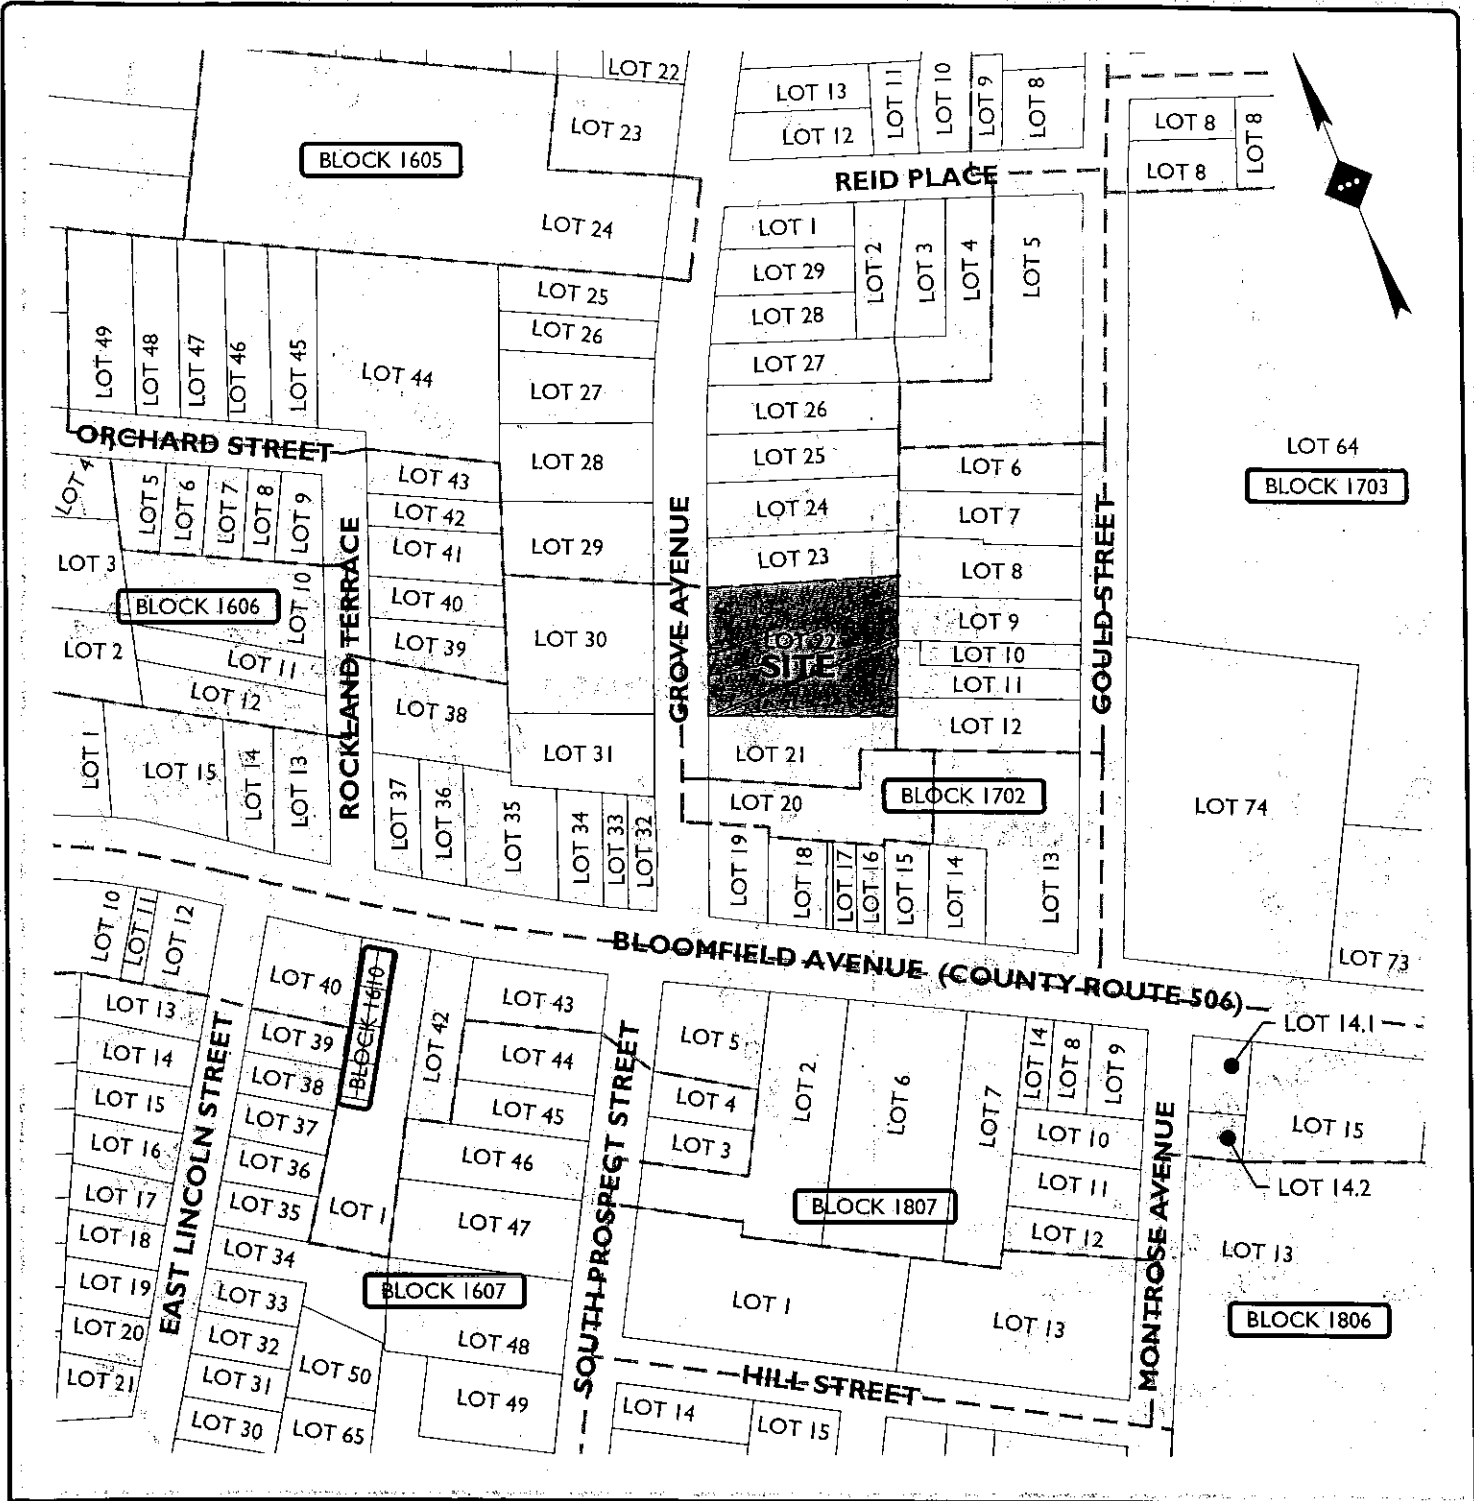 LOT 22
LOT 23
BLOCK 1605
LOT 24
LOT 13
LOT 12
LOT 11
LOT 10
LOT 9
LOT 8
LOT 8
LOT 8
LOT 8
REID PLACE
LOT 1
LOT 29
LOT 28
LOT 2
LOT 3
LOT 4
LOT 5
LOT 27
LOT 26
LOT 25
LOT 24
LOT 23
LOT 22
SITE
LOT 21
LOT 20
LOT 6
LOT 7
LOT 8
LOT 9
LOT 10
LOT 11
LOT 12
BLOCK 1702
LOT 19
LOT 18
LOT 17
LOT 16
LOT 15
LOT 14
LOT 13
GOULD STREET
LOT 64
BLOCK 1703
LOT 74
LOT 73
LOT 25
LOT 26
LOT 27
LOT 28
LOT 29
LOT 30
LOT 31
GROVE AVENUE
LOT 49
LOT 48
LOT 47
LOT 46
LOT 45
LOT 44
ORCHARD STREET
LOT 43
LOT 42
LOT 41
LOT 40
LOT 39
LOT 38
LOT 37
LOT 36
LOT 35
LOT 34
LOT 33
LOT 32
ROCKLAND TERRACE
LOT 4
LOT 5
LOT 6
LOT 7
LOT 8
LOT 9
LOT 3
BLOCK 1606
LOT 10
LOT 2
LOT 11
LOT 12
LOT 1
LOT 15
LOT 14
LOT 13
BLOOMFIELD AVENUE (COUNTY ROUTE 506)
LOT 10
LOT 11
LOT 12
LOT 13
LOT 14
LOT 15
LOT 16
LOT 17
LOT 18
LOT 19
LOT 20
LOT 21
EAST LINCOLN STREET
LOT 40
BLOCK 1610
LOT 39
LOT 38
LOT 37
LOT 36
LOT 35
LOT 34
LOT 33
LOT 32
LOT 31
LOT 30
LOT 1
LOT 42
LOT 43
LOT 44
LOT 45
LOT 46
LOT 47
BLOCK 1607
LOT 48
LOT 50
LOT 49
LOT 65
SOUTH PROSPECT STREET
LOT 5
LOT 4
LOT 3
LOT 2
LOT 6
LOT 7
LOT 14
LOT 8
LOT 9
LOT 10
LOT 11
LOT 12
BLOCK 1807
LOT 1
LOT 13
HILL STREET
LOT 14
LOT 15
MONTROSE AVENUE
LOT 14.1
LOT 15
LOT 14.2
LOT 13
BLOCK 1806